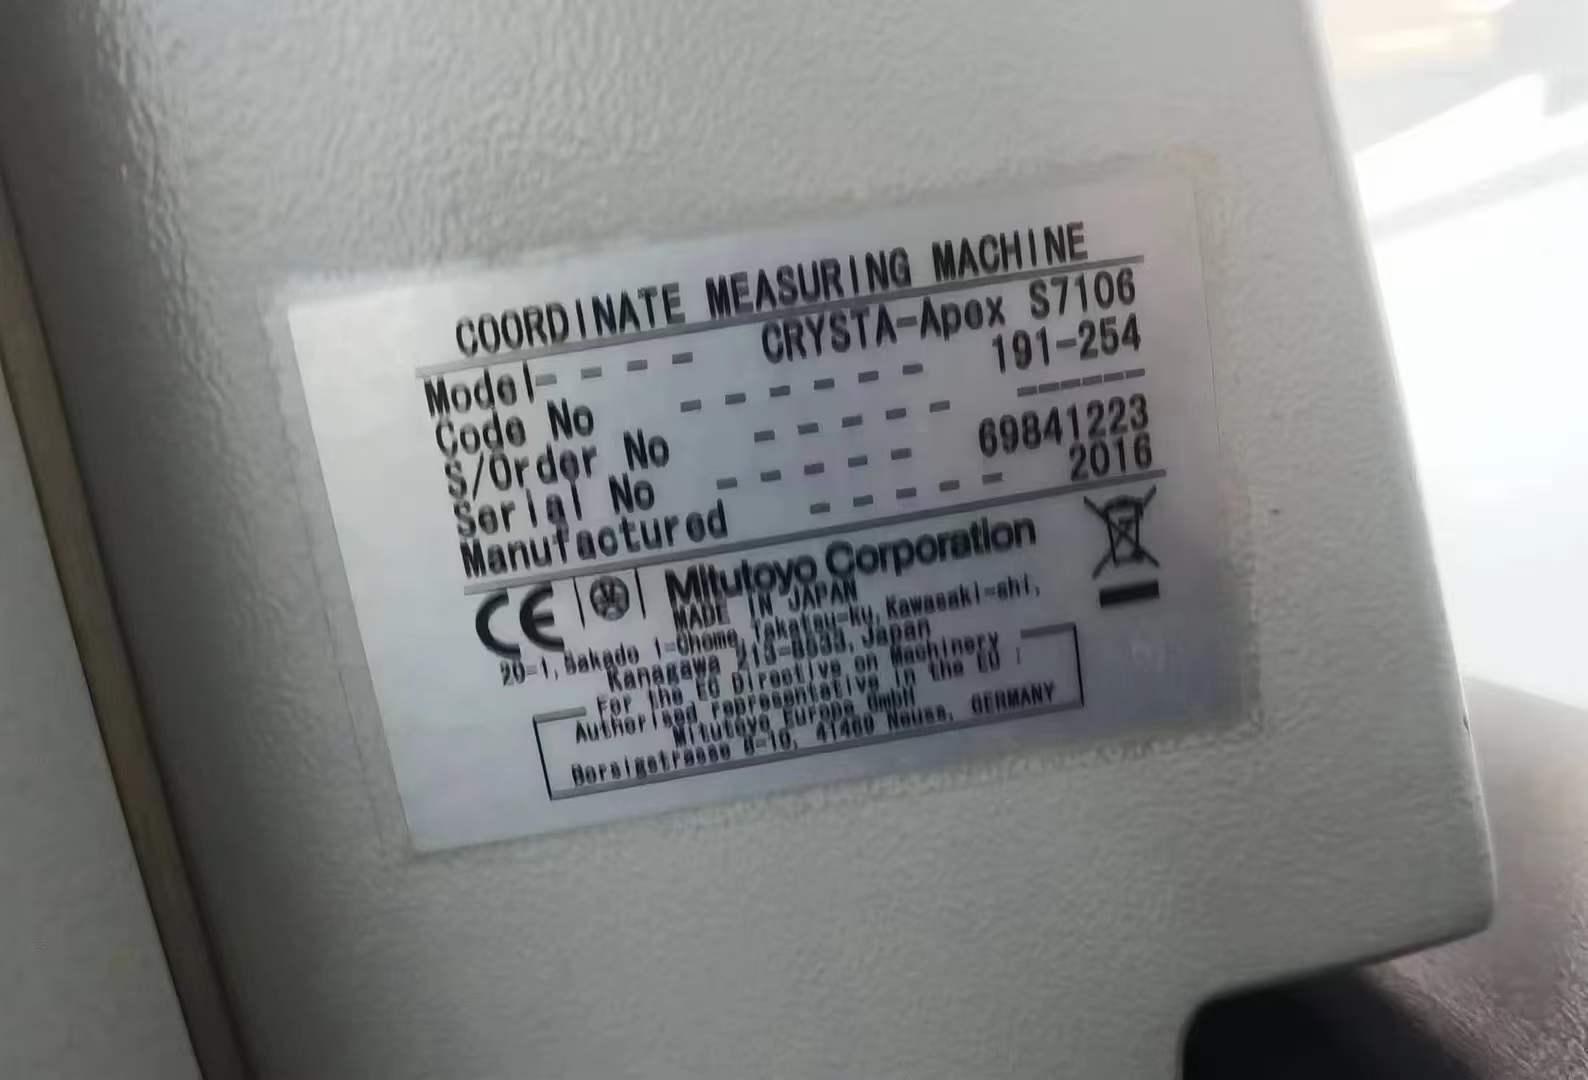 COORDINATE MEASURING MACHINE
Model---- CRYSTA-Apex S7106
Code No ------ 191-254
S/Order No ----- ------
Serial No ----- 69841223
Manufactured ----- 2016
CE Mitutoyo Corporation
MADE IN JAPAN
20-1, Sakado 1-Chome, Takatsu-ku, Kawasaki-shi,
Kanagawa 213-8533, Japan
For the EC Directive on Machinery
Authorised representative in the EU :
Mitutoyo Europe GmbH
Borsigstrasse 8-10, 41469 Neuss, GERMANY